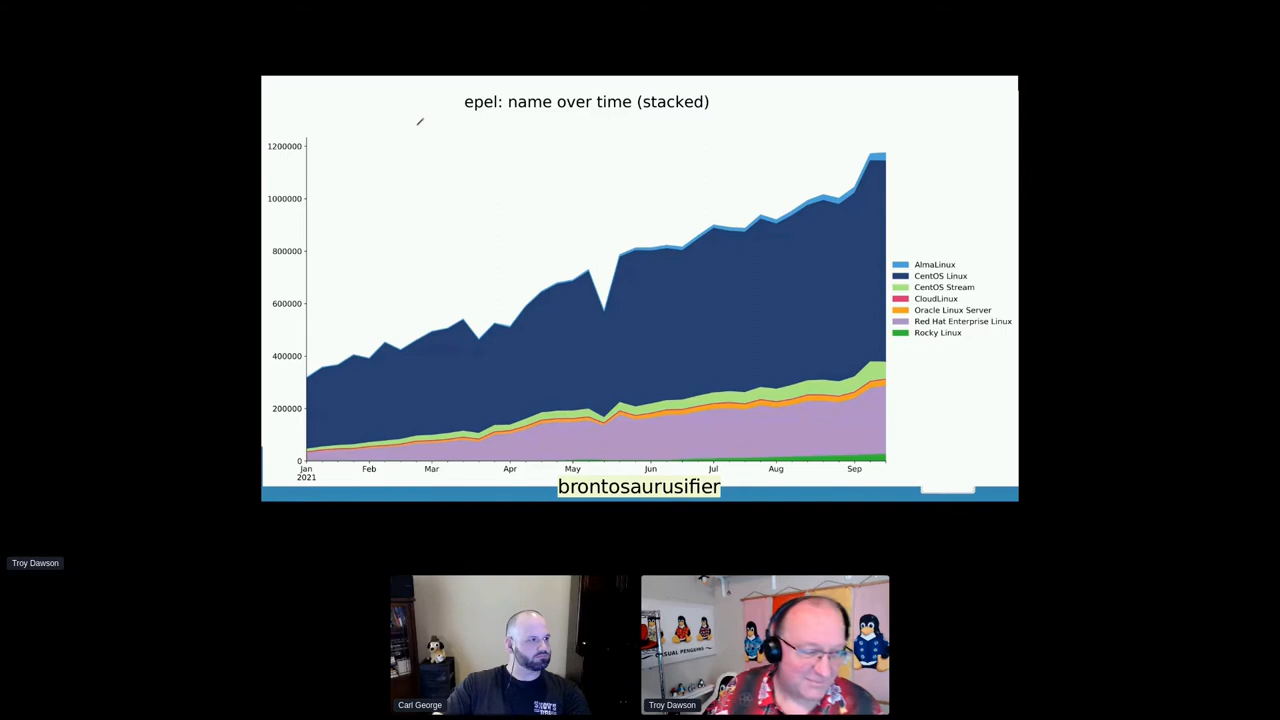 epel: name over time (stacked)
1200000
1000000
800000
600000
400000
200000
0
Jan
2021
Feb
Mar
Apr
May
Jun
Jul
Aug
Sep
AlmaLinux
CentOS Linux
CentOS Stream
CloudLinux
Oracle Linux Server
Red Hat Enterprise Linux
Rocky Linux
brontosaurusifier
Troy Dawson
SUAL PENGUINS
Carl George
Troy Dawson